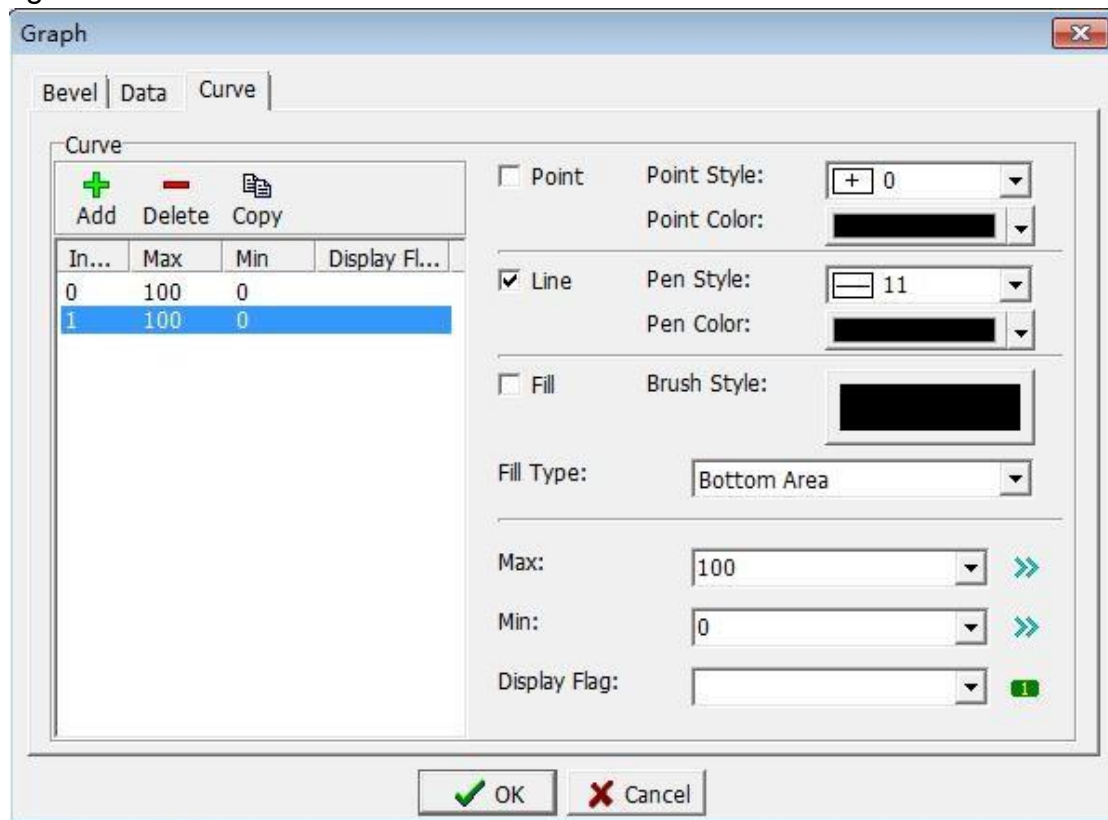 Graph
Bevel Data Curve
Curve
Add Delete Copy
In... Max Min Display Fl...
0 100 0
1 100 0
Point Point Style: + 0
Point Color:
Line Pen Style: 11
Pen Color:
Fill Brush Style:
Fill Type: Bottom Area
Max: 100
Min: 0
Display Flag: 1
OK Cancel